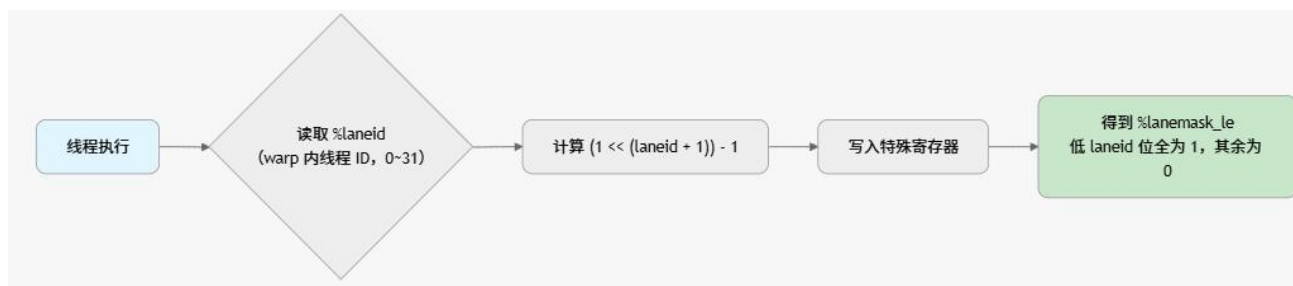 线程执行
读取 %laneid
（warp 内线程 ID，0~31）
计算 (1 << (laneid + 1)) - 1
写入特殊寄存器
得到 %lanemask_le
低 laneid 位全为 1，其余为
0